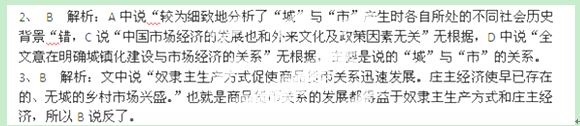 2、 B 解析：A 中说“较为细致地分析了“城”与“市”产生时各自所处的不同社会历史
背景“错，C 说“中国市场经济的发展也和外来文化及政策因素无关”无根据，D 中说“全
文意在明确城镇化建设与市场经济的关系”无根据，主要是说的“城”与“市”的关系。
3、B 解析：文中说“奴隶主生产方式促使商品货币关系迅速发展。庄主经济使早已存在
的、无城的乡村市场兴盛。”也就是商品货币关系的发展都得益于奴隶主生产方式和庄主经
济，所以 B 说反了。